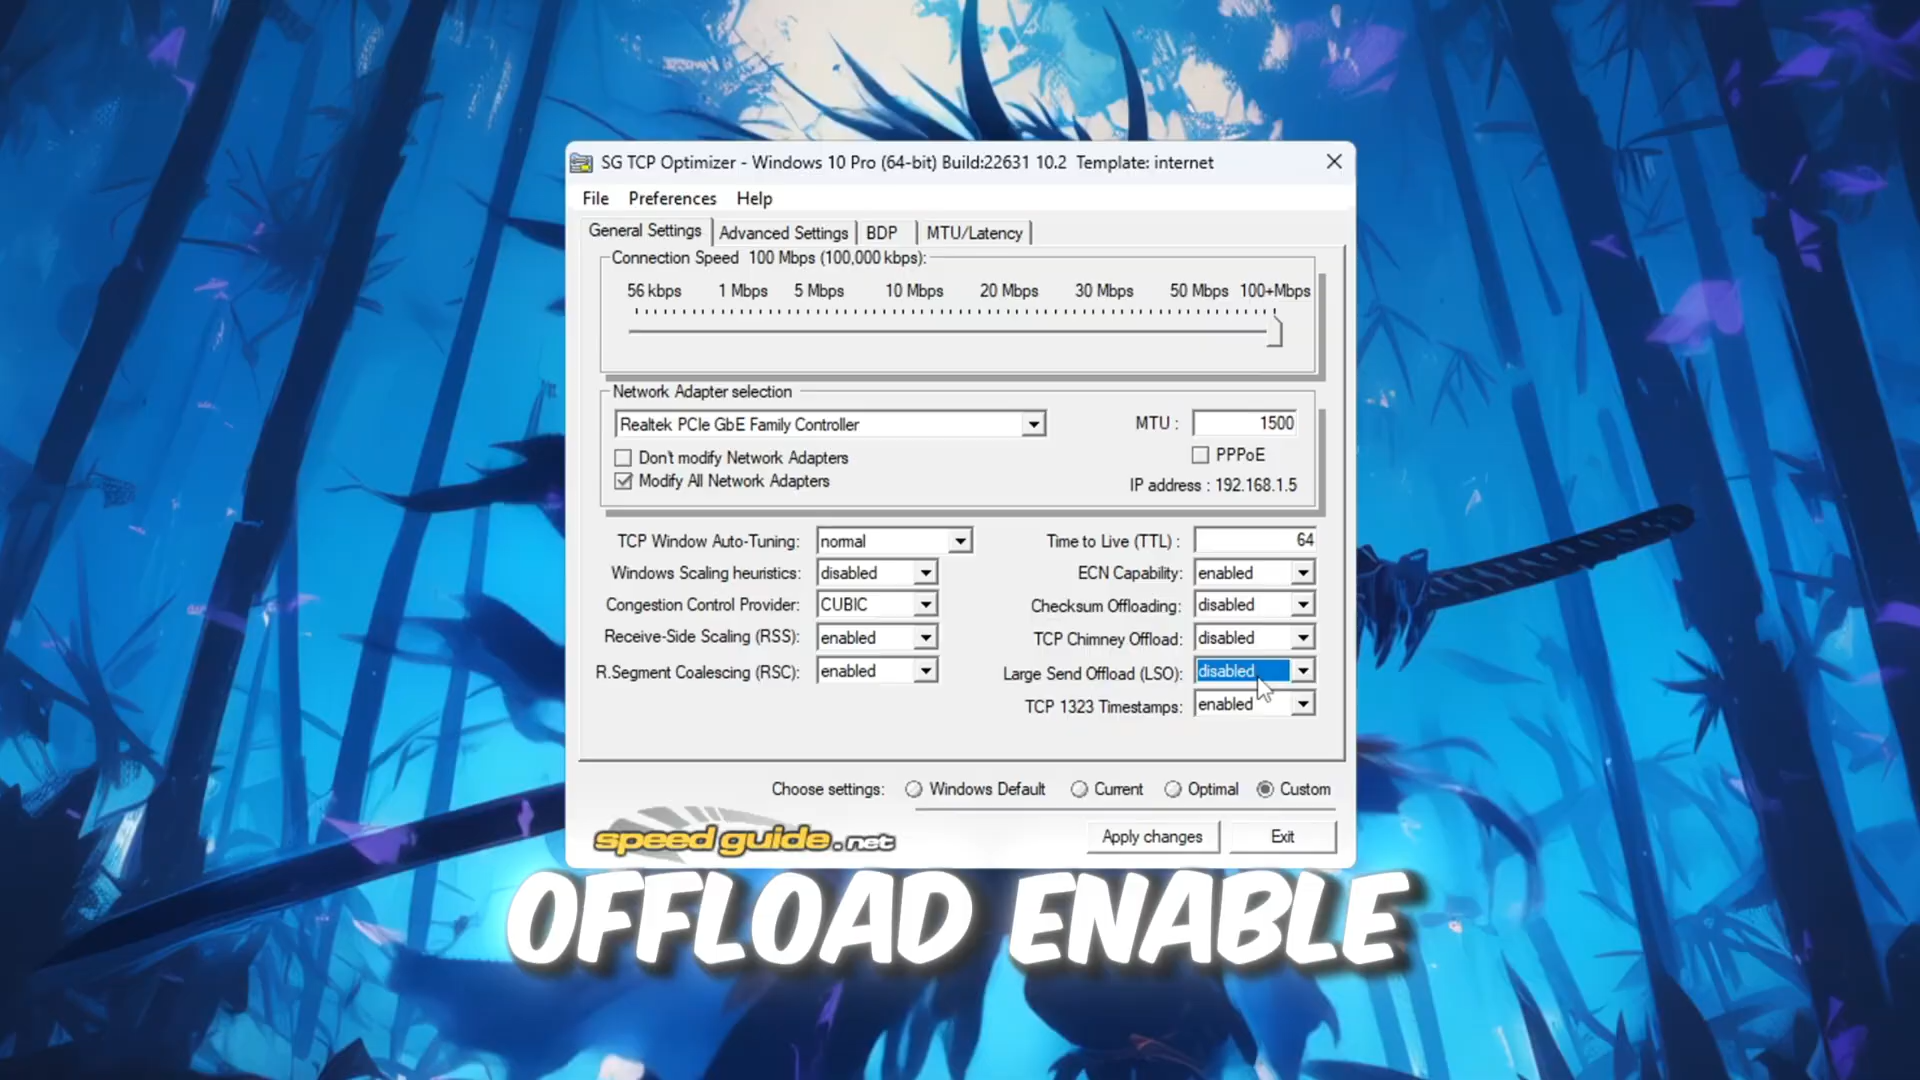 SG TCP Optimizer - Windows 10 Pro (64-bit) Build:22631 10.2 Template: internet
File Preferences Help
General Settings Advanced Settings BDP MTU/Latency
Connection Speed 100 Mbps (100,000 kbps):
56 kbps 1 Mbps 5 Mbps 10 Mbps 20 Mbps 30 Mbps 50 Mbps 100+Mbps
Network Adapter selection
Realtek PCIe GbE Family Controller MTU : 1500
Don't modify Network Adapters PPPoE
Modify All Network Adapters IP address : 192.168.1.5
TCP Window Auto-Tuning: normal Time to Live (TTL) : 64
Windows Scaling heuristics: disabled ECN Capability: enabled
Congestion Control Provider: CUBIC Checksum Offloading: disabled
Receive-Side Scaling (RSS): enabled TCP Chimney Offload: disabled
R.Segment Coalescing (RSC): enabled Large Send Offload (LSO): disabled
TCP 1323 Timestamps: enabled
Choose settings: Windows Default Current Optimal Custom
speedguide.net Apply changes Exit
OFFLOAD ENABLE